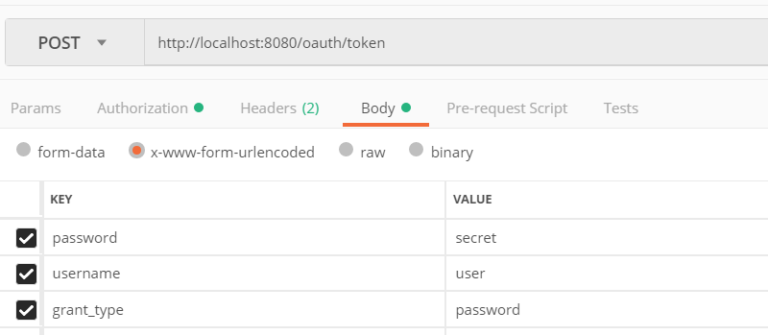 POST http://localhost:8080/oauth/token
Params Authorization Headers (2) Body Pre-request Script Tests
form-data x-www-form-urlencoded raw binary
KEY VALUE
password secret
username user
grant_type password